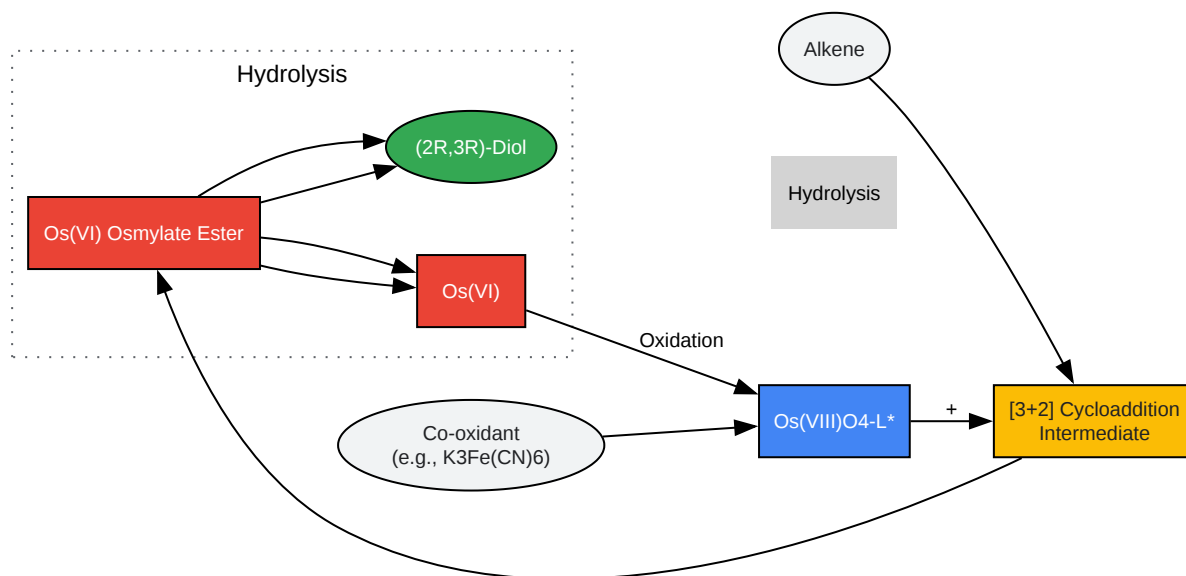 Alkene
Hydrolysis
(2R,3R)-Diol
Hydrolysis
Os(VI) Osmylate Ester
Os(VI)
Oxidation
Co-oxidant
(e.g., K3Fe(CN)6)
Os(VIII)O4-L*
+
[3+2] Cycloaddition
Intermediate